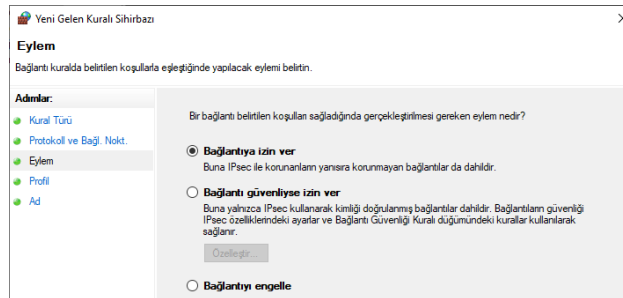 Yeni Gelen Kuralı Sihirbazı
Eylem
Bağlantı kuralda belirtilen koşullarla eşleştiğinde yapılacak eylemi belirtin.
Adımlar:
Kural Türü
Protokoll ve Bağl. Nokt.
Eylem
Profil
Ad
Bir bağlantı belirtilen koşulları sağladığında gerçekleştirilmesi gereken eylem nedir?
Bağlantıya izin ver
Buna IPsec ile korunanların yanısıra korunmayan bağlantılar da dahildir.
Bağlantı güvenliyse izin ver
Buna yalnızca IPsec kullanarak kimliği doğrulanmış bağlantılar dahildir. Bağlantıların güvenliği
IPsec özelliklerindeki ayarlar ve Bağlantı Güvenliği Kuralı düğümündeki kurallar kullanılarak
sağlanır.
Özelleştir...
Bağlantıyı engelle